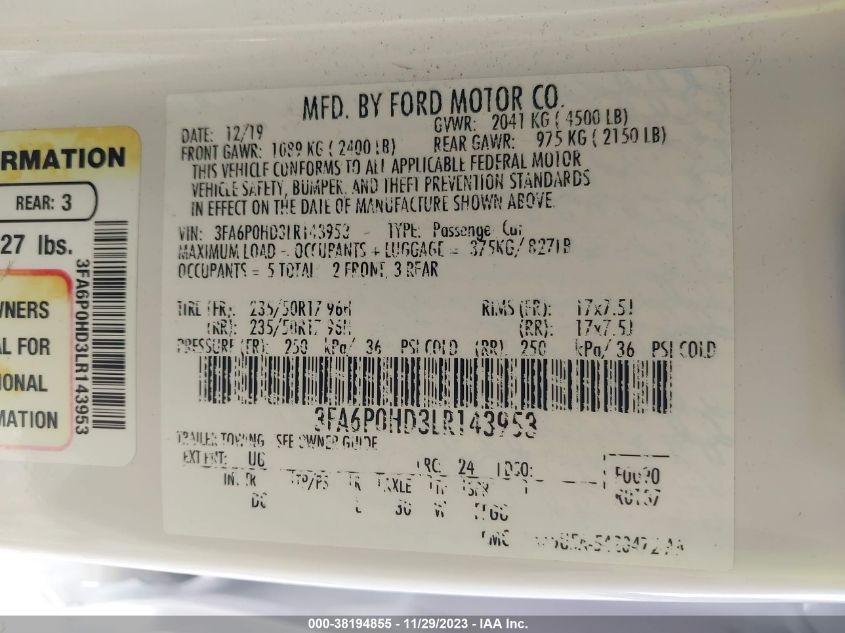 MFD. BY FORD MOTOR CO.
DATE: 12/19 GVWR: 2041 KG ( 4500 LB)
FRONT GAWR: 1089 KG ( 2400 LB) REAR GAWR: 975 KG ( 2150 LB)
THIS VEHICLE CONFORMS TO ALL APPLICABLE FEDERAL MOTOR
VEHICLE SAFETY, BUMPER, AND THEFT PREVENTION STANDARDS
IN EFFECT ON THE DATE OF MANUFACTURE SHOWN ABOVE.
VIN: 3FA6P0HD3LR143953 - TYPE: Passenge Car
MAXIMUM LOAD - OCCUPANTS + LUGGAGE = 375KG/ 827LB
OCCUPANTS = 5 TOTAL 2 FRONT, 3 REAR
TIRE (FR): 235/50R17 96H RIMS (FR): 17x7.5J
(RR): 235/50R17 96H (RR): 17x7.5J
PRESSURE (FR): 250 kPa/ 36 PSI COLD (RR) 250 kPa/ 36 PSI COLD
3FA6P0HD3LR143953
TRAILER TOWING SEE OWNER GUIDE
EXT PNT: UG RC: 24 DSO:
AXLE
DC L 30 W
RMATION
REAR: 3
27 lbs.
WNERS
AL FOR
IONAL
MATION
3FA6P0HD3LR143953
000-38194855 - 11/29/2023 - IAA Inc.